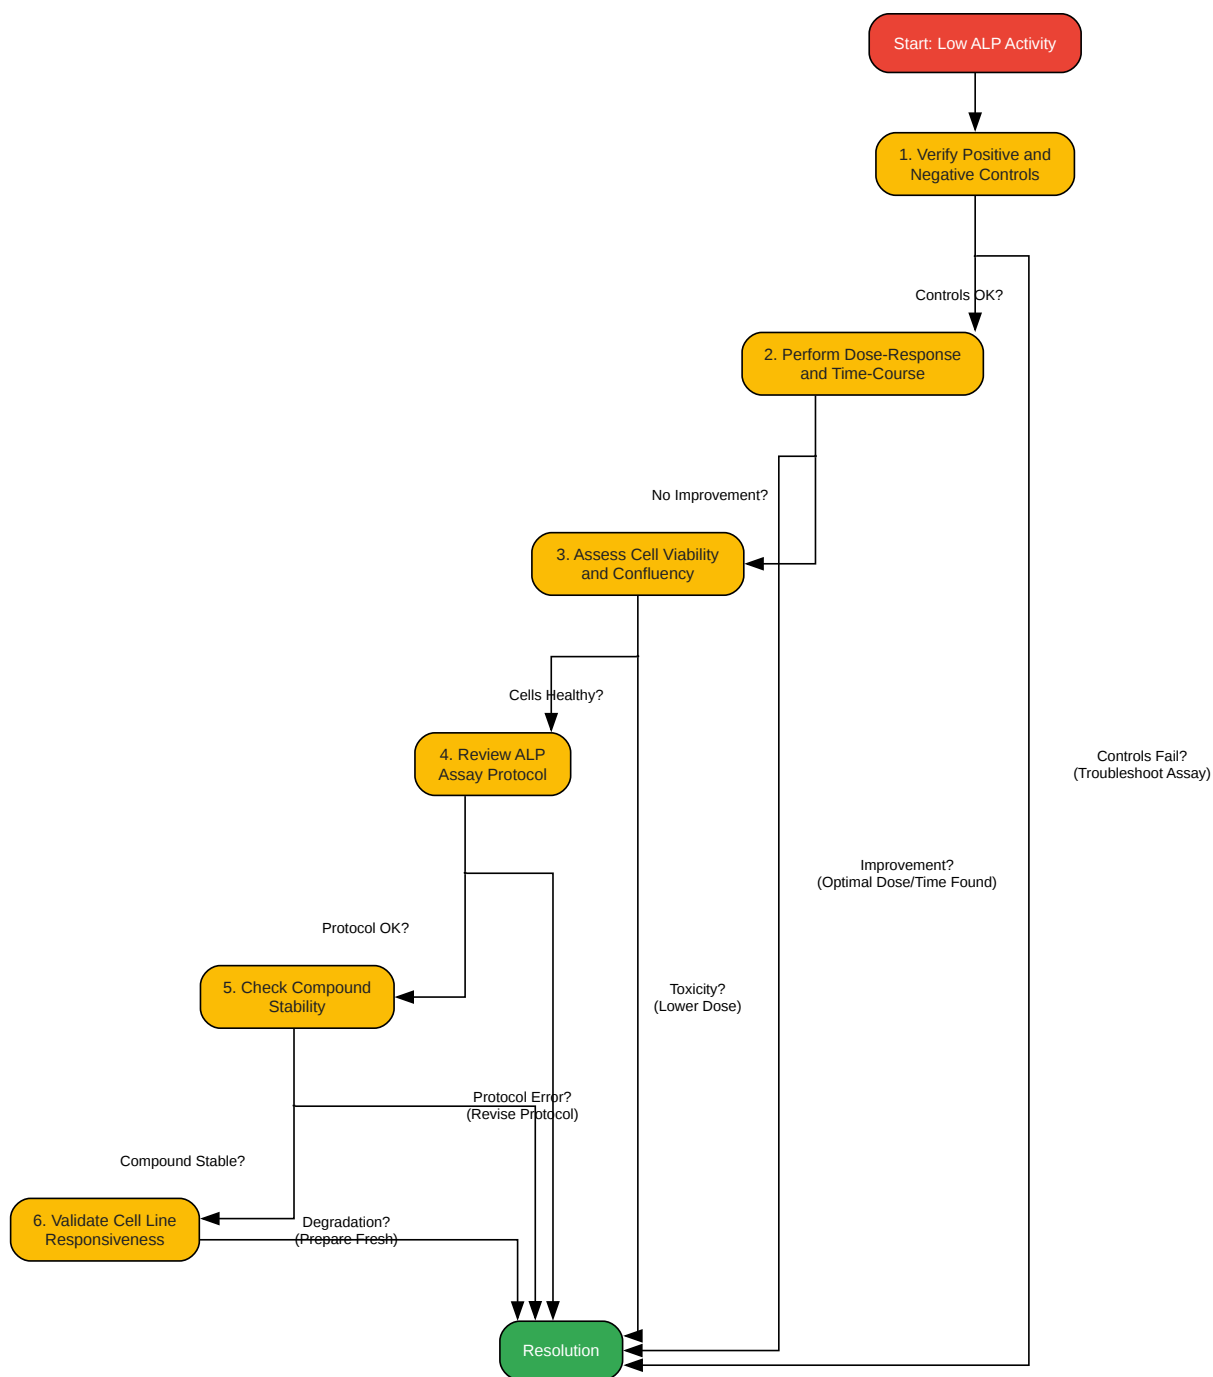 Start: Low ALP Activity
1. Verify Positive and
Negative Controls
Controls OK?
2. Perform Dose-Response
and Time-Course
No Improvement?
3. Assess Cell Viability
and Confluency
Cells Healthy?
4. Review ALP
Assay Protocol
Controls Fail?
(Troubleshoot Assay)
Improvement?
(Optimal Dose/Time Found)
Protocol OK?
5. Check Compound
Stability
Toxicity?
(Lower Dose)
Protocol Error?
(Revise Protocol)
Compound Stable?
6. Validate Cell Line
Responsiveness
Degradation?
(Prepare Fresh)
Resolution